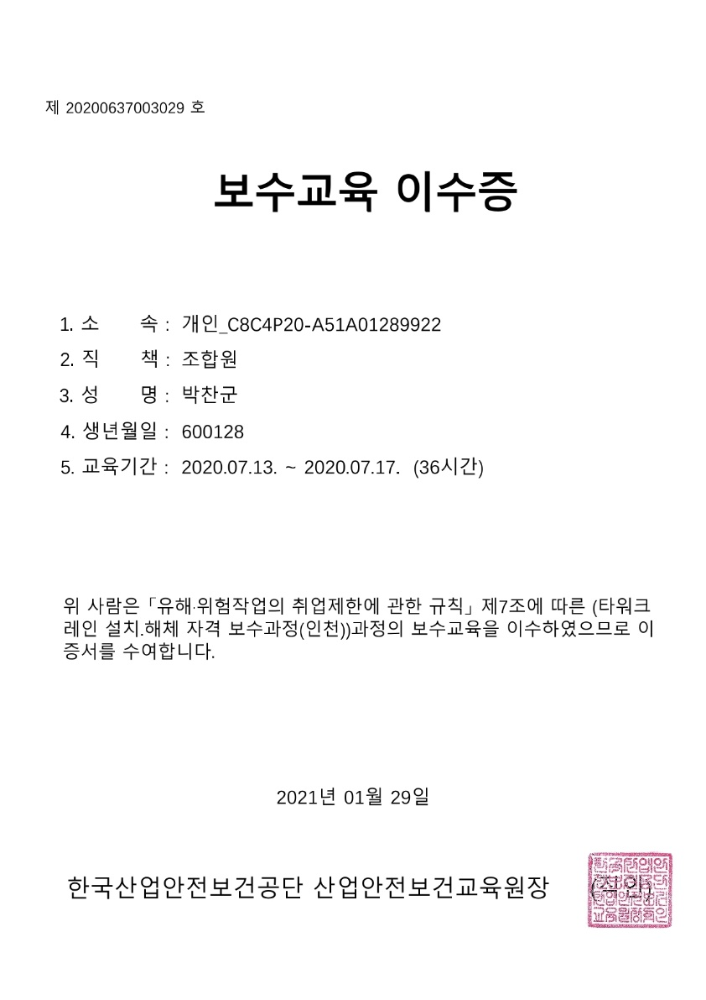 제 20200637003029 호
보수교육 이수증
1. 소 속 : 개인_C8C4P20-A51A01289922
2. 직 책 : 조합원
3. 성 명 : 박찬군
4. 생년월일 : 600128
5. 교육기간 : 2020.07.13. ~ 2020.07.17. (36시간)
위 사람은「유해·위험작업의 취업제한에 관한 규칙」제7조에 따른 (타워크
레인 설치.해체 자격 보수과정(인천))과정의 보수교육을 이수하였으므로 이
증서를 수여합니다.
2021년 01월 29일
한국산업안전보건공단 산업안전보건교육원장 (직인)